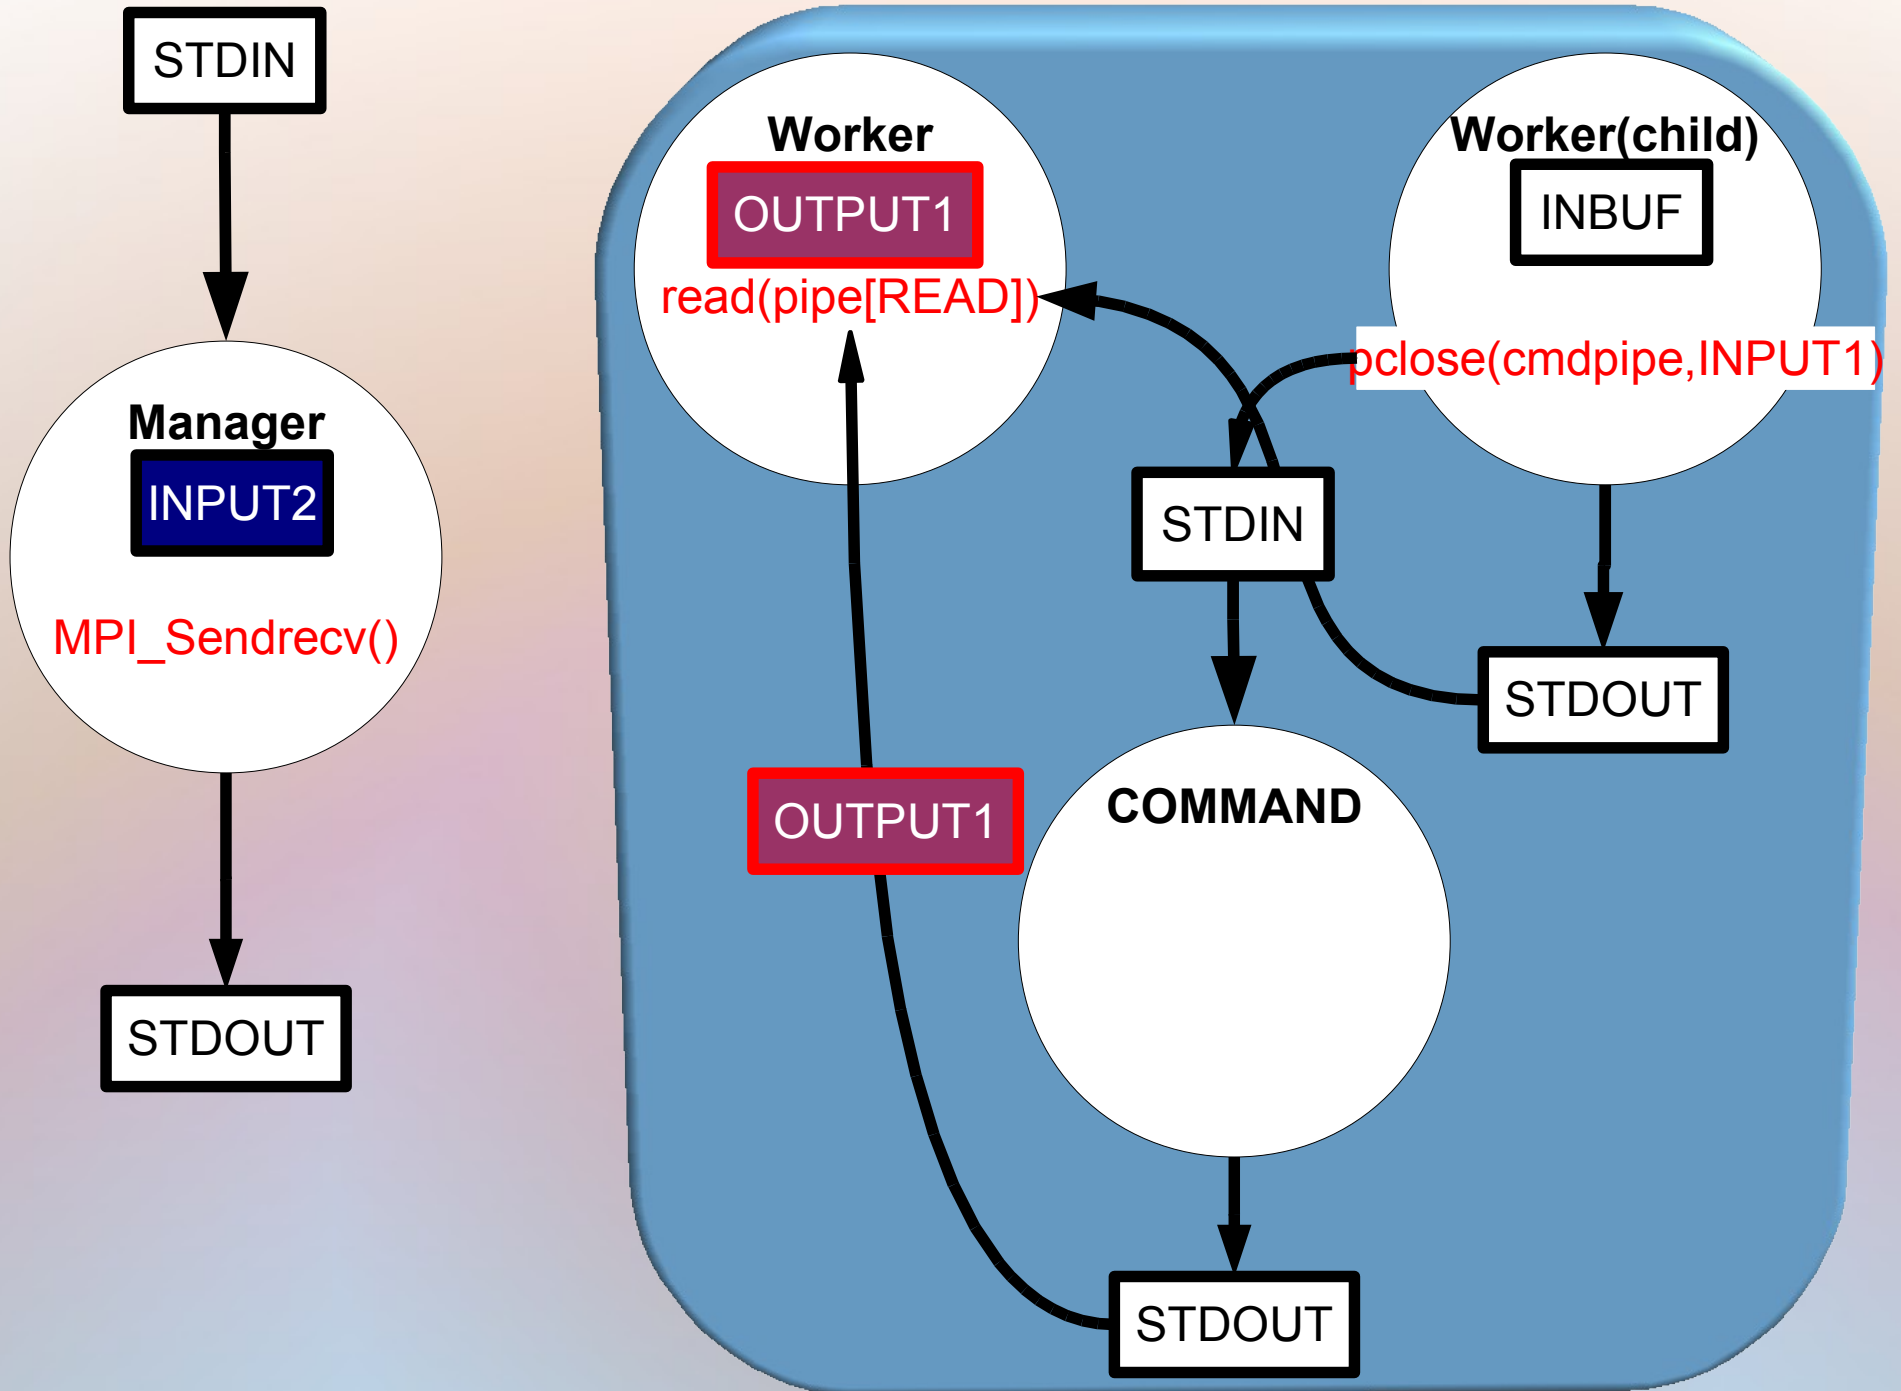 STDIN
Manager
INPUT2
MPI_Sendrecv()
STDOUT
Worker
OUTPUT1
read(pipe[READ])
Worker(child)
INBUF
pclose(cmdpipe,INPUT1)
STDIN
STDOUT
OUTPUT1
COMMAND
STDOUT